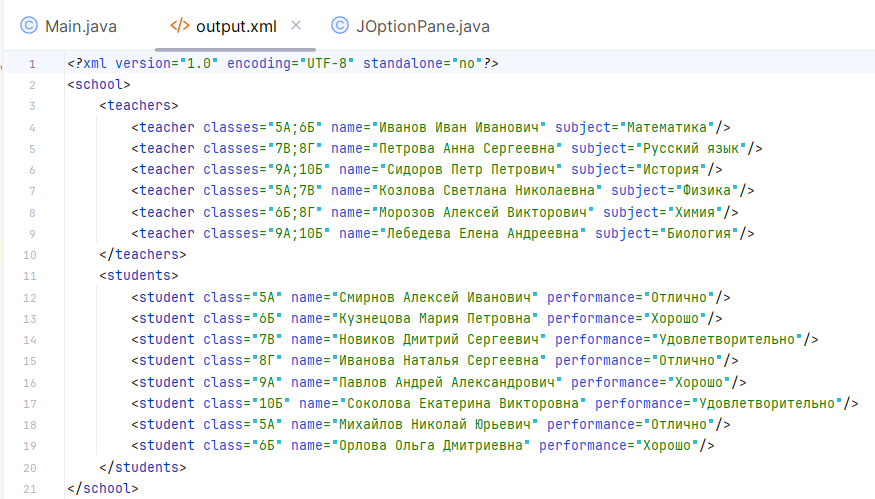 Main.java output.xml JOptionPane.java
1 <?xml version="1.0" encoding="UTF-8" standalone="no"?>
2 <school>
3 <teachers>
4 <teacher classes="5А;6Б" name="Иванов Иван Иванович" subject="Математика"/>
5 <teacher classes="7В;8Г" name="Петрова Анна Сергеевна" subject="Русский язык"/>
6 <teacher classes="9А;10Б" name="Сидоров Петр Петрович" subject="История"/>
7 <teacher classes="5А;7В" name="Козлова Светлана Николаевна" subject="Физика"/>
8 <teacher classes="6Б;8Г" name="Морозов Алексей Викторович" subject="Химия"/>
9 <teacher classes="9А;10Б" name="Лебедева Елена Андреевна" subject="Биология"/>
10 </teachers>
11 <students>
12 <student class="5А" name="Смирнов Алексей Иванович" performance="Отлично"/>
13 <student class="6Б" name="Кузнецова Мария Петровна" performance="Хорошо"/>
14 <student class="7В" name="Новиков Дмитрий Сергеевич" performance="Удовлетворительно"/>
15 <student class="8Г" name="Иванова Наталья Сергеевна" performance="Отлично"/>
16 <student class="9А" name="Павлов Андрей Александрович" performance="Хорошо"/>
17 <student class="10Б" name="Соколова Екатерина Викторовна" performance="Удовлетворительно"/>
18 <student class="5А" name="Михайлов Николай Юрьевич" performance="Отлично"/>
19 <student class="6Б" name="Орлова Ольга Дмитриевна" performance="Хорошо"/>
20 </students>
21 </school>